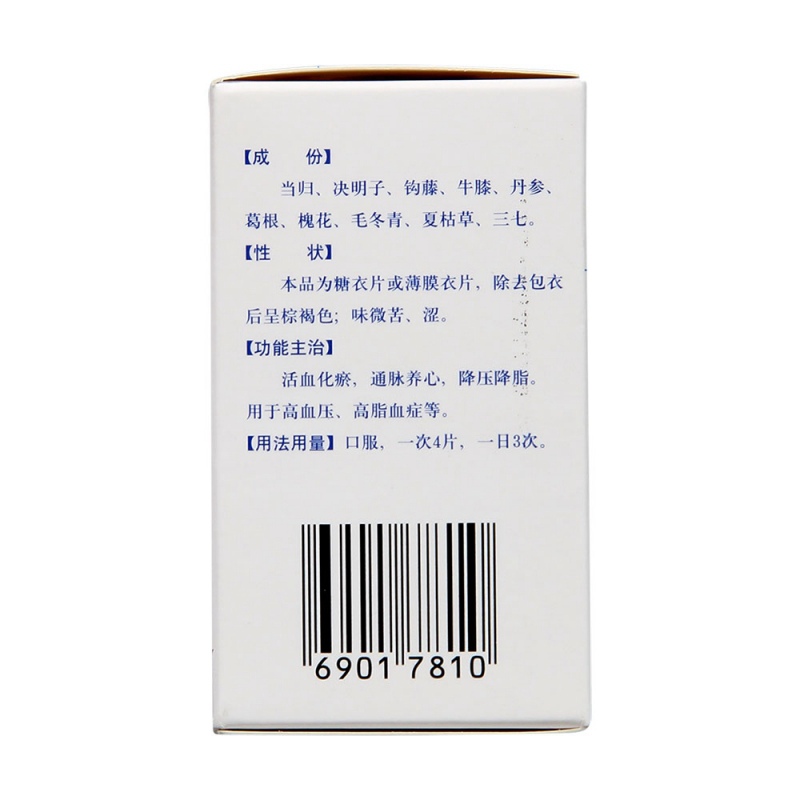 【成　　份】
当归、决明子、钩藤、牛膝、丹参、
葛根、槐花、毛冬青、夏枯草、三七。
【性　　状】
本品为糖衣片或薄膜衣片，除去包衣
后呈棕褐色；味微苦、涩。
【功能主治】
活血化瘀，通脉养心，降压降脂。
用于高血压、高脂血症等。
【用法用量】口服，一次4片，一日3次。
6901 7810